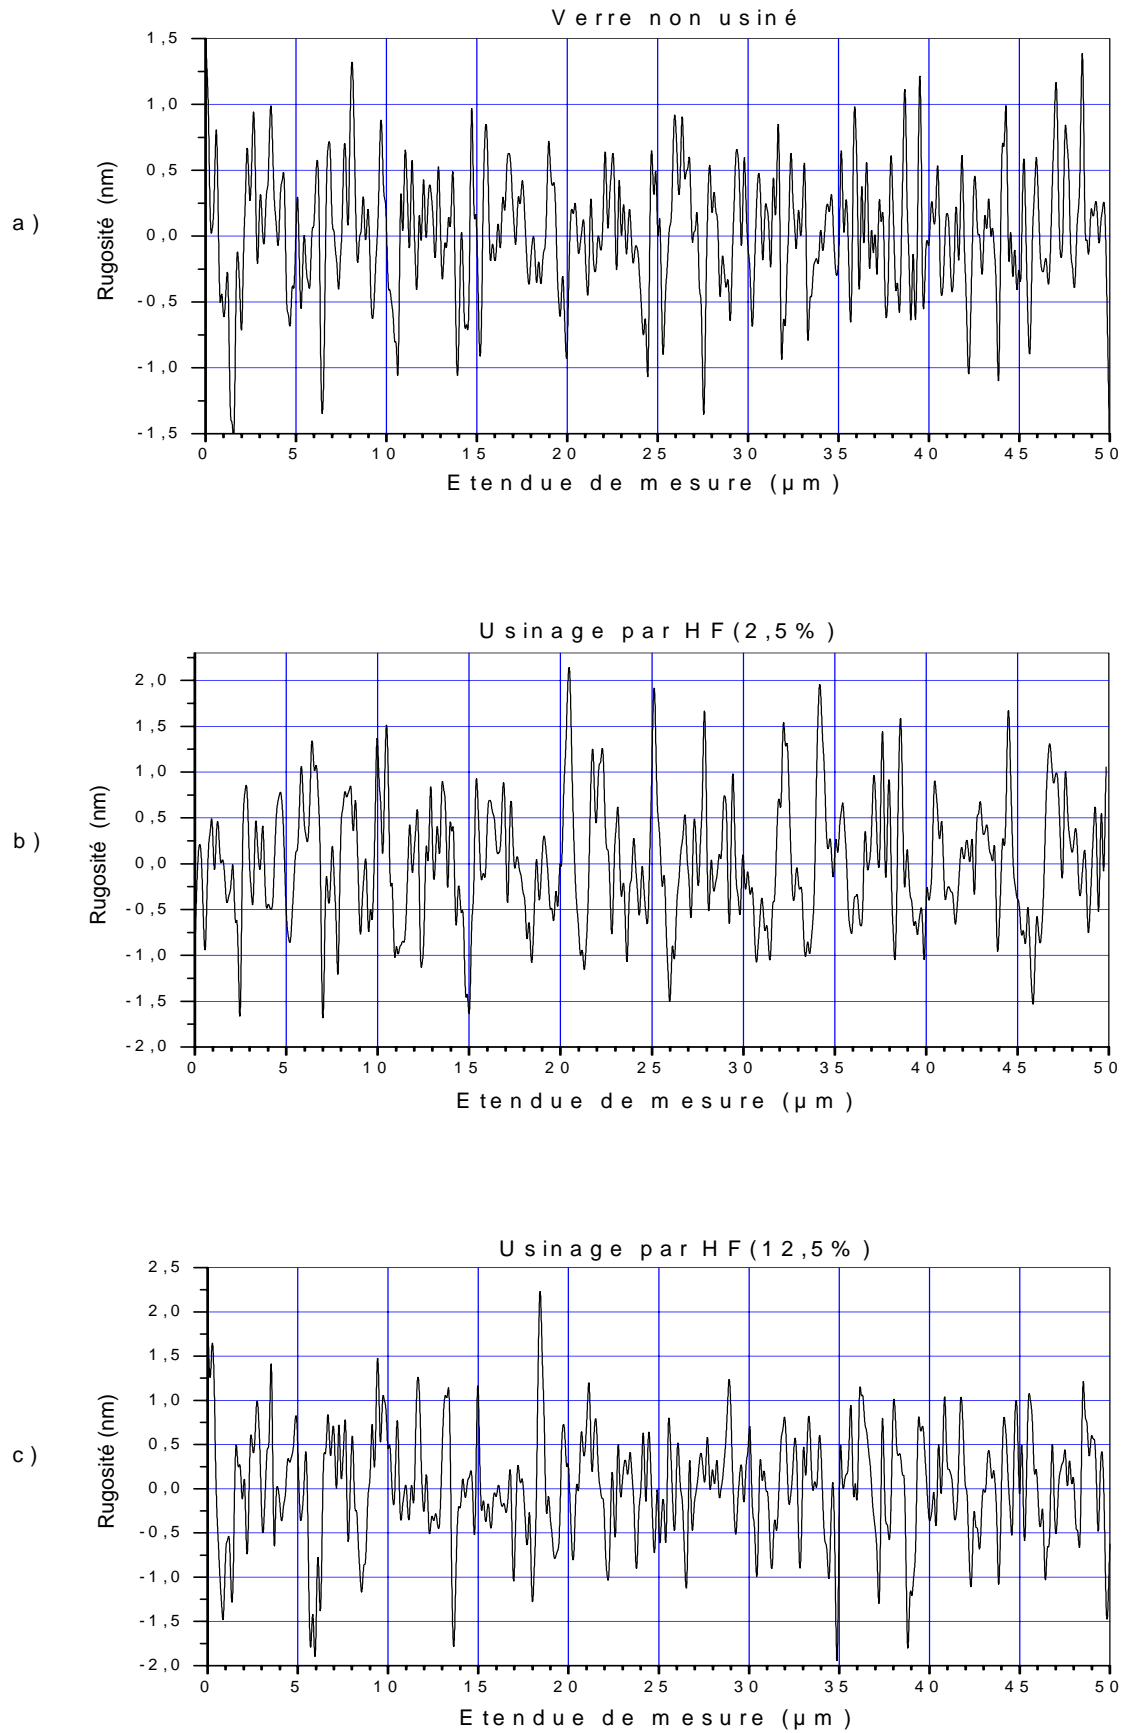 Verre non usiné
1,5
1,0
0,5
0,0
-0,5
-1,0
-1,5
Rugosité (nm)
a)
0 5 10 15 20 25 30 35 40 45 50
Etendue de mesure (µm)
Usinage par HF(2,5%)
2,0
1,5
1,0
0,5
0,0
-0,5
-1,0
-1,5
-2,0
Rugosité (nm)
b)
0 5 10 15 20 25 30 35 40 45 50
Etendue de mesure (µm)
Usinage par HF(12,5%)
2,5
2,0
1,5
1,0
0,5
0,0
-0,5
-1,0
-1,5
-2,0
Rugosité (nm)
c)
0 5 10 15 20 25 30 35 40 45 50
Etendue de mesure (µm)